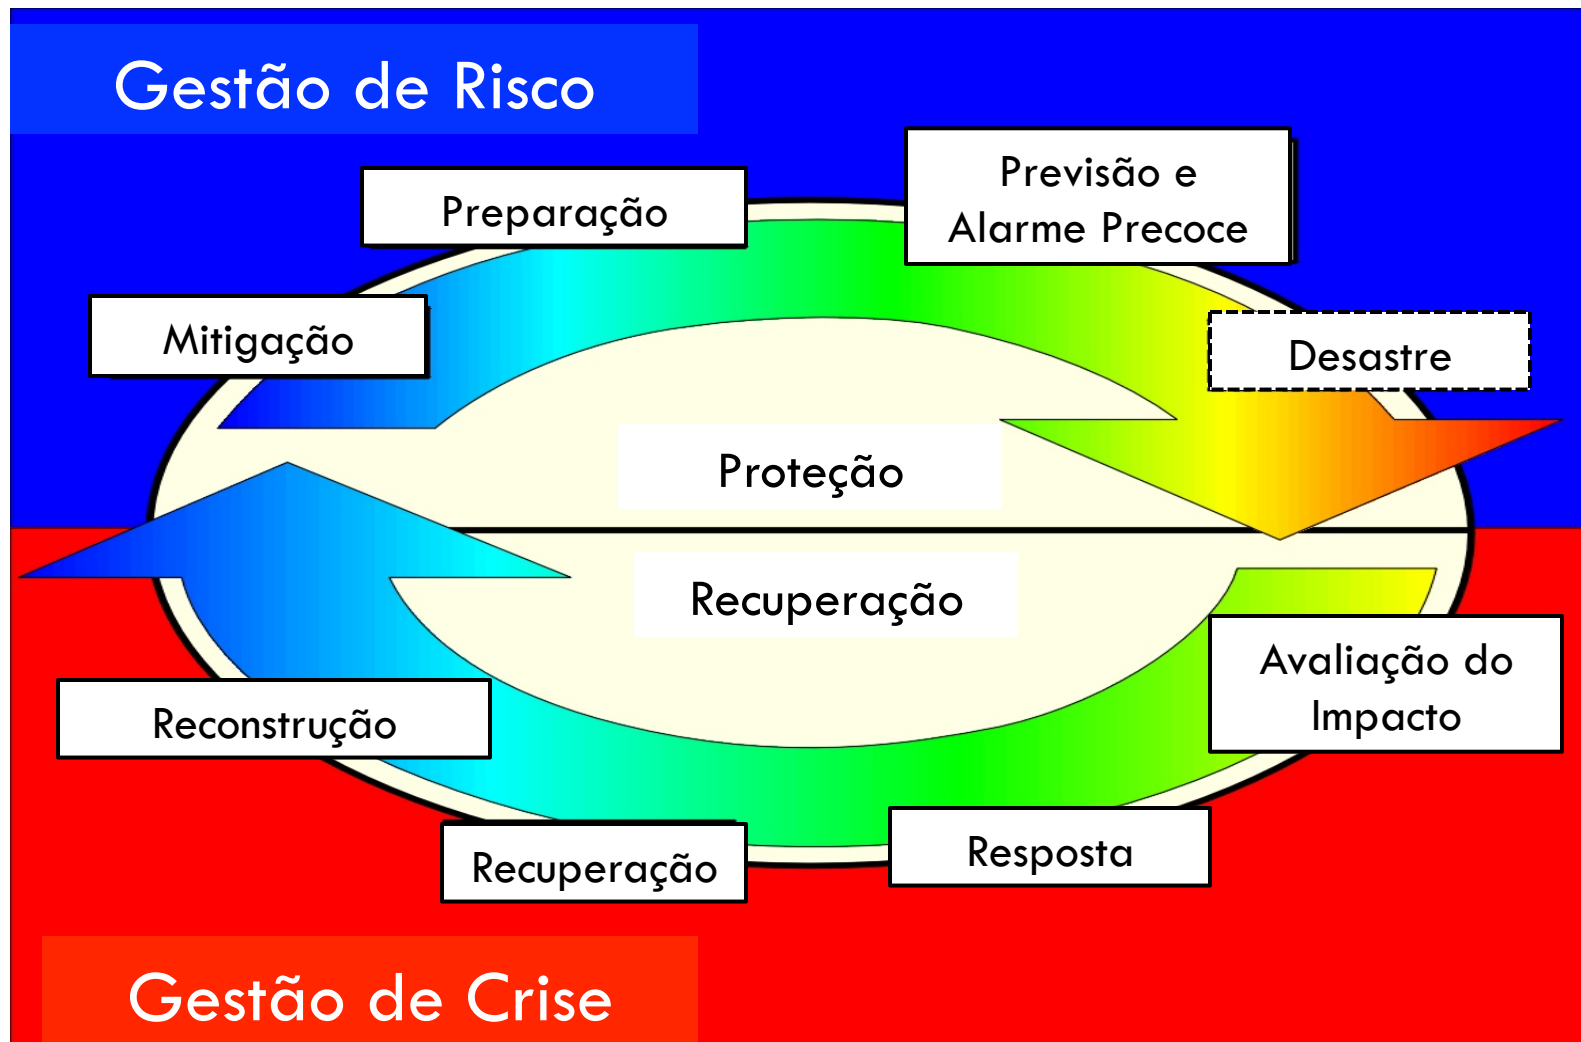 Gestão de Risco
Previsão e
Alarme Precoce
Preparação
Mitigação
Desastre
Proteção
Recuperação
Avaliação do
Impacto
Reconstrução
Resposta
Recuperação
Gestão de Crise